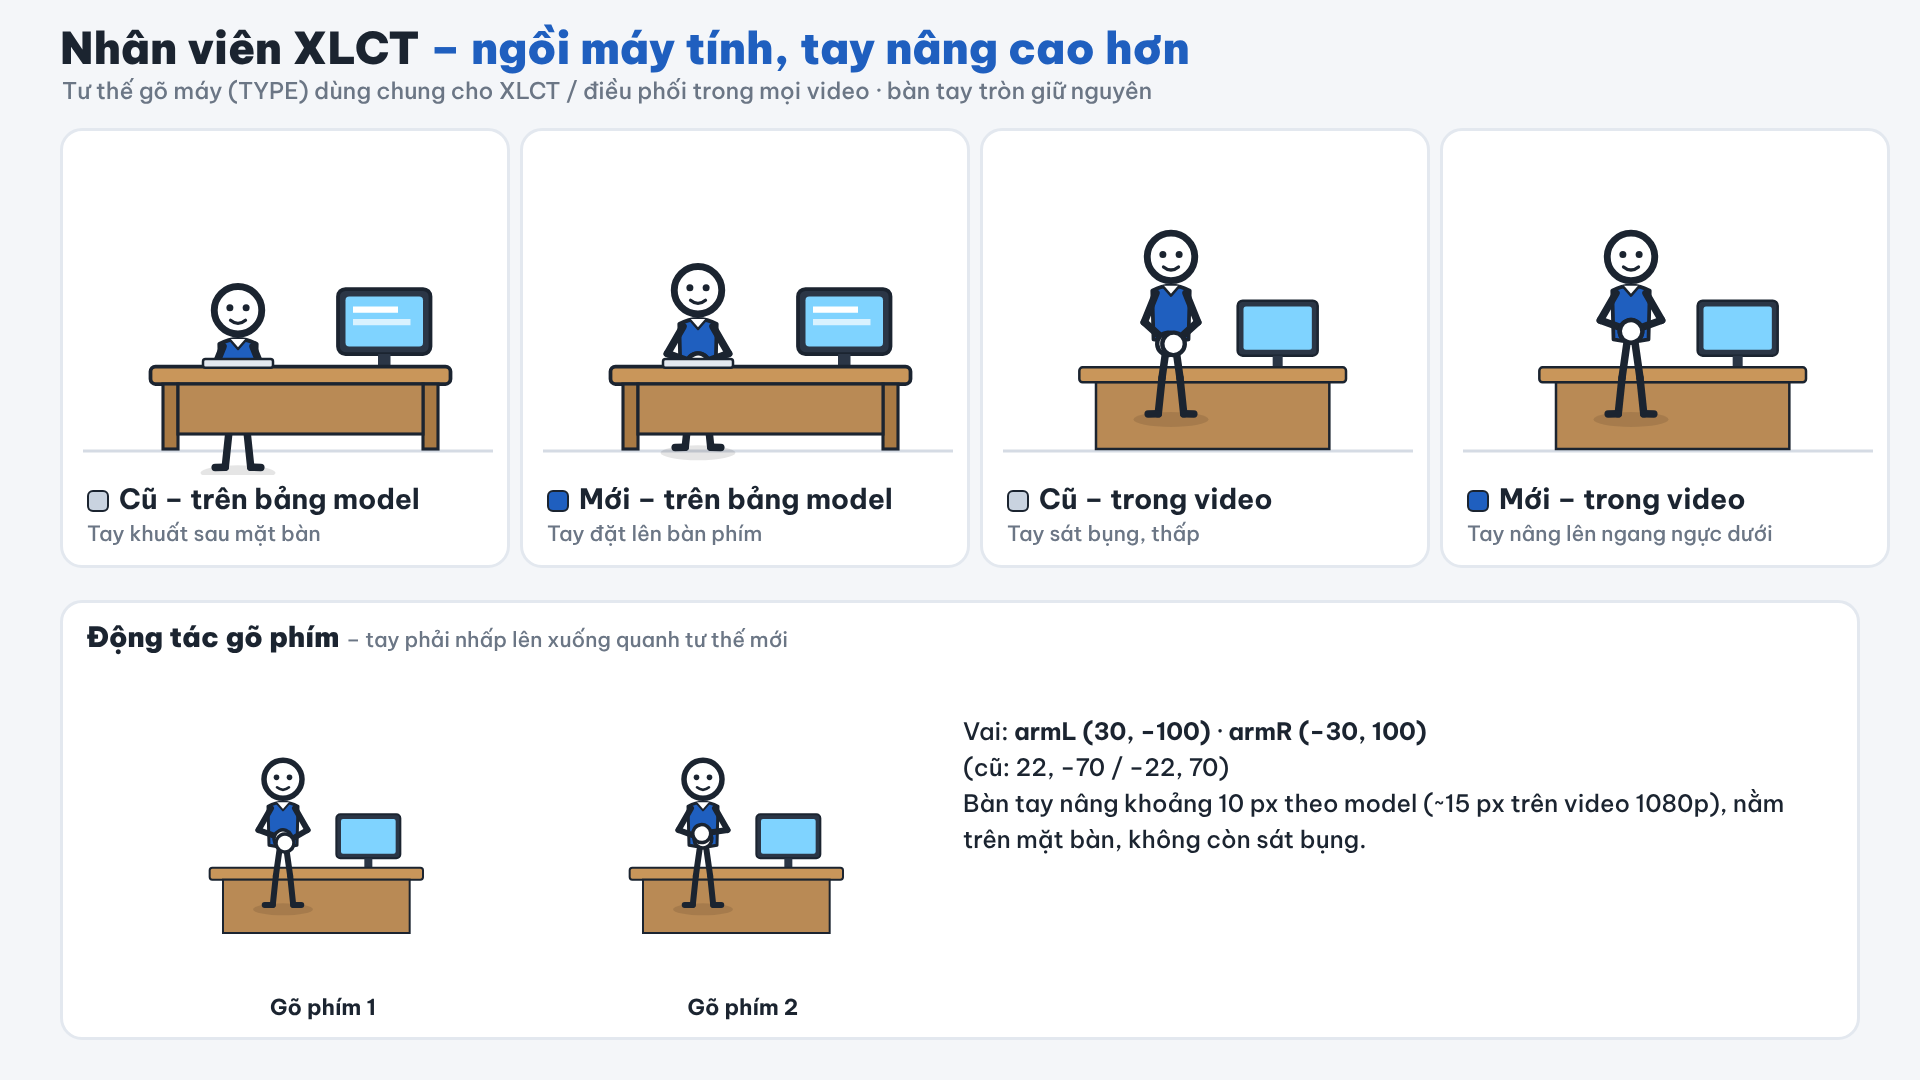 Nhân viên XLCT – ngồi máy tính, tay nâng cao hơn
Tư thế gõ máy (TYPE) dùng chung cho XLCT / điều phối trong mọi video · bàn tay tròn giữ nguyên
Cũ – trên bảng model
Tay khuất sau mặt bàn
Mới – trên bảng model
Tay đặt lên bàn phím
Cũ – trong video
Tay sát bụng, thấp
Mới – trong video
Tay nâng lên ngang ngực dưới
Động tác gõ phím – tay phải nhấp lên xuống quanh tư thế mới
Vai: armL (30, −100) · armR (−30, 100)
(cũ: 22, −70 / −22, 70)
Bàn tay nâng khoảng 10 px theo model (~15 px trên video 1080p), nằm
trên mặt bàn, không còn sát bụng.
Gõ phím 1
Gõ phím 2